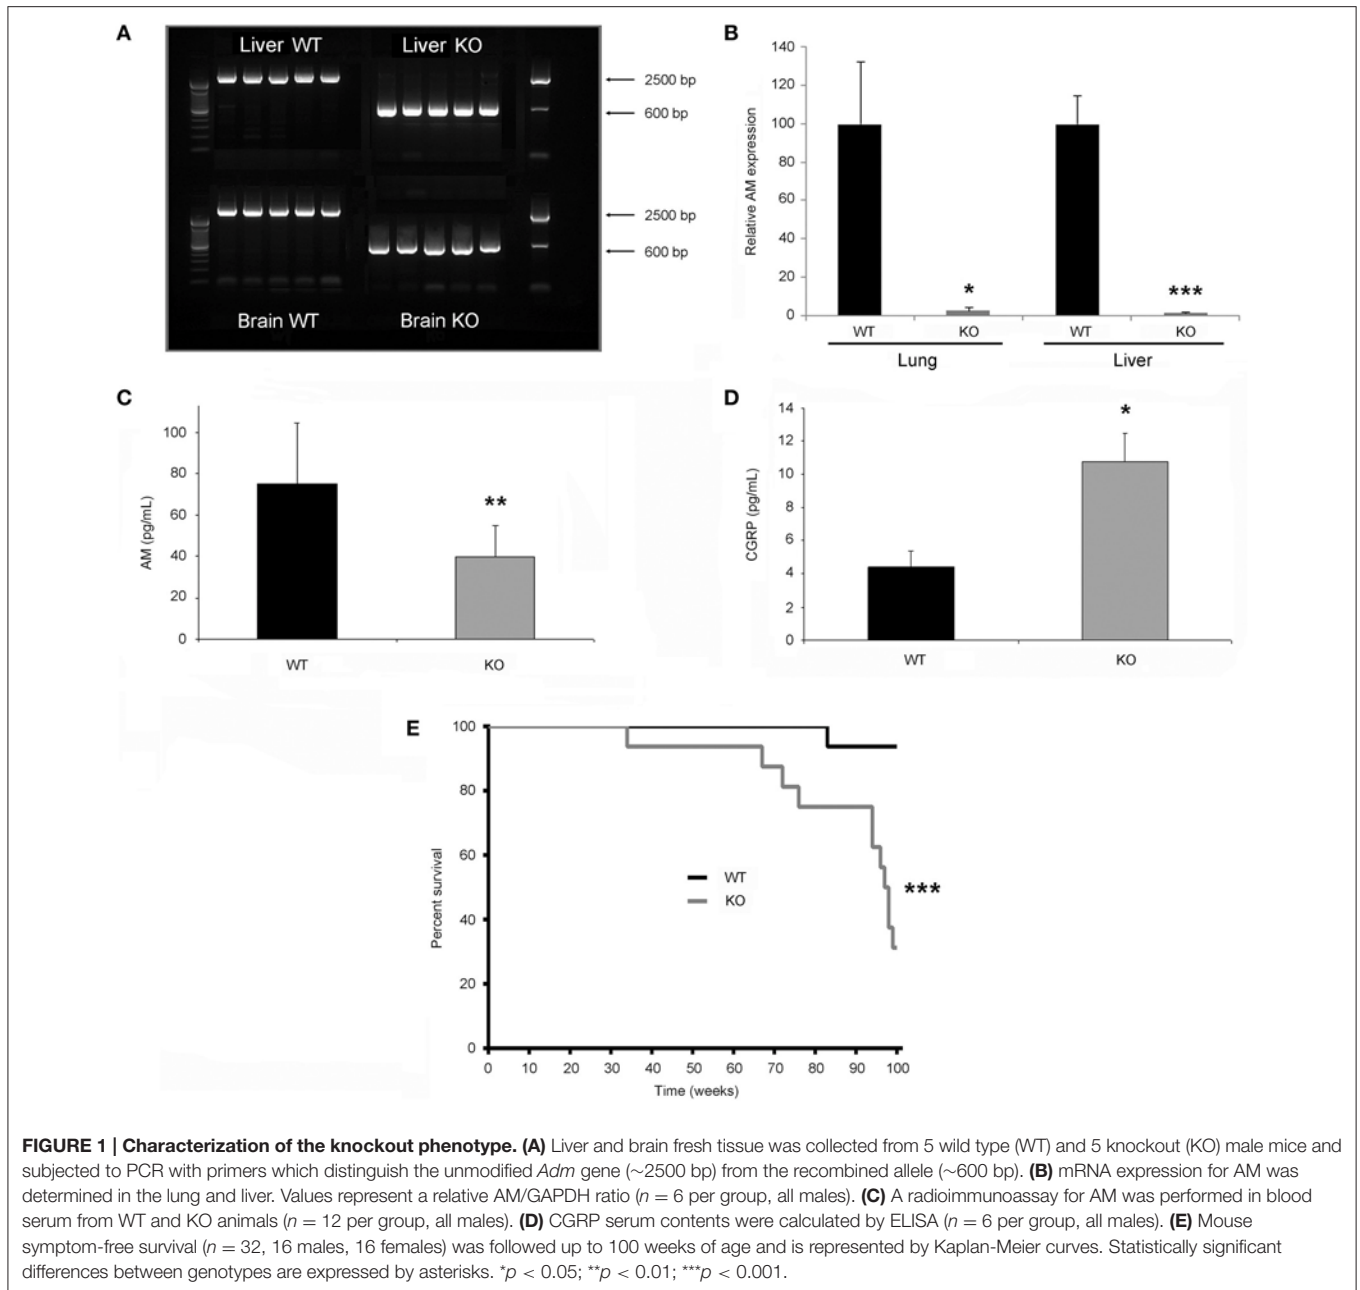 A
Liver WT
Liver KO
2500 bp
600 bp
2500 bp
600 bp
Brain WT
Brain KO
B
140
120
100
80
60
40
20
0
Relative AM expression
*
***
WT
KO
WT
KO
Lung
Liver
C
100
80
60
40
20
0
AM (pg/mL)
**
WT
KO
D
14
12
10
8
6
4
2
0
CGRP (pg/mL)
*
WT
KO
E
100
80
60
40
20
0
Percent survival
WT
KO
***
0 10 20 30 40 50 60 70 80 90 100
Time (weeks)
FIGURE 1 | Characterization of the knockout phenotype. (A) Liver and brain fresh tissue was collected from 5 wild type (WT) and 5 knockout (KO) male mice and
subjected to PCR with primers which distinguish the unmodified Adm gene (~2500 bp) from the recombined allele (~600 bp). (B) mRNA expression for AM was
determined in the lung and liver. Values represent a relative AM/GAPDH ratio (n = 6 per group, all males). (C) A radioimmunoassay for AM was performed in blood
serum from WT and KO animals (n = 12 per group, all males). (D) CGRP serum contents were calculated by ELISA (n = 6 per group, all males). (E) Mouse
symptom-free survival (n = 32, 16 males, 16 females) was followed up to 100 weeks of age and is represented by Kaplan-Meier curves. Statistically significant
differences between genotypes are expressed by asterisks. *p < 0.05; **p < 0.01; ***p < 0.001.